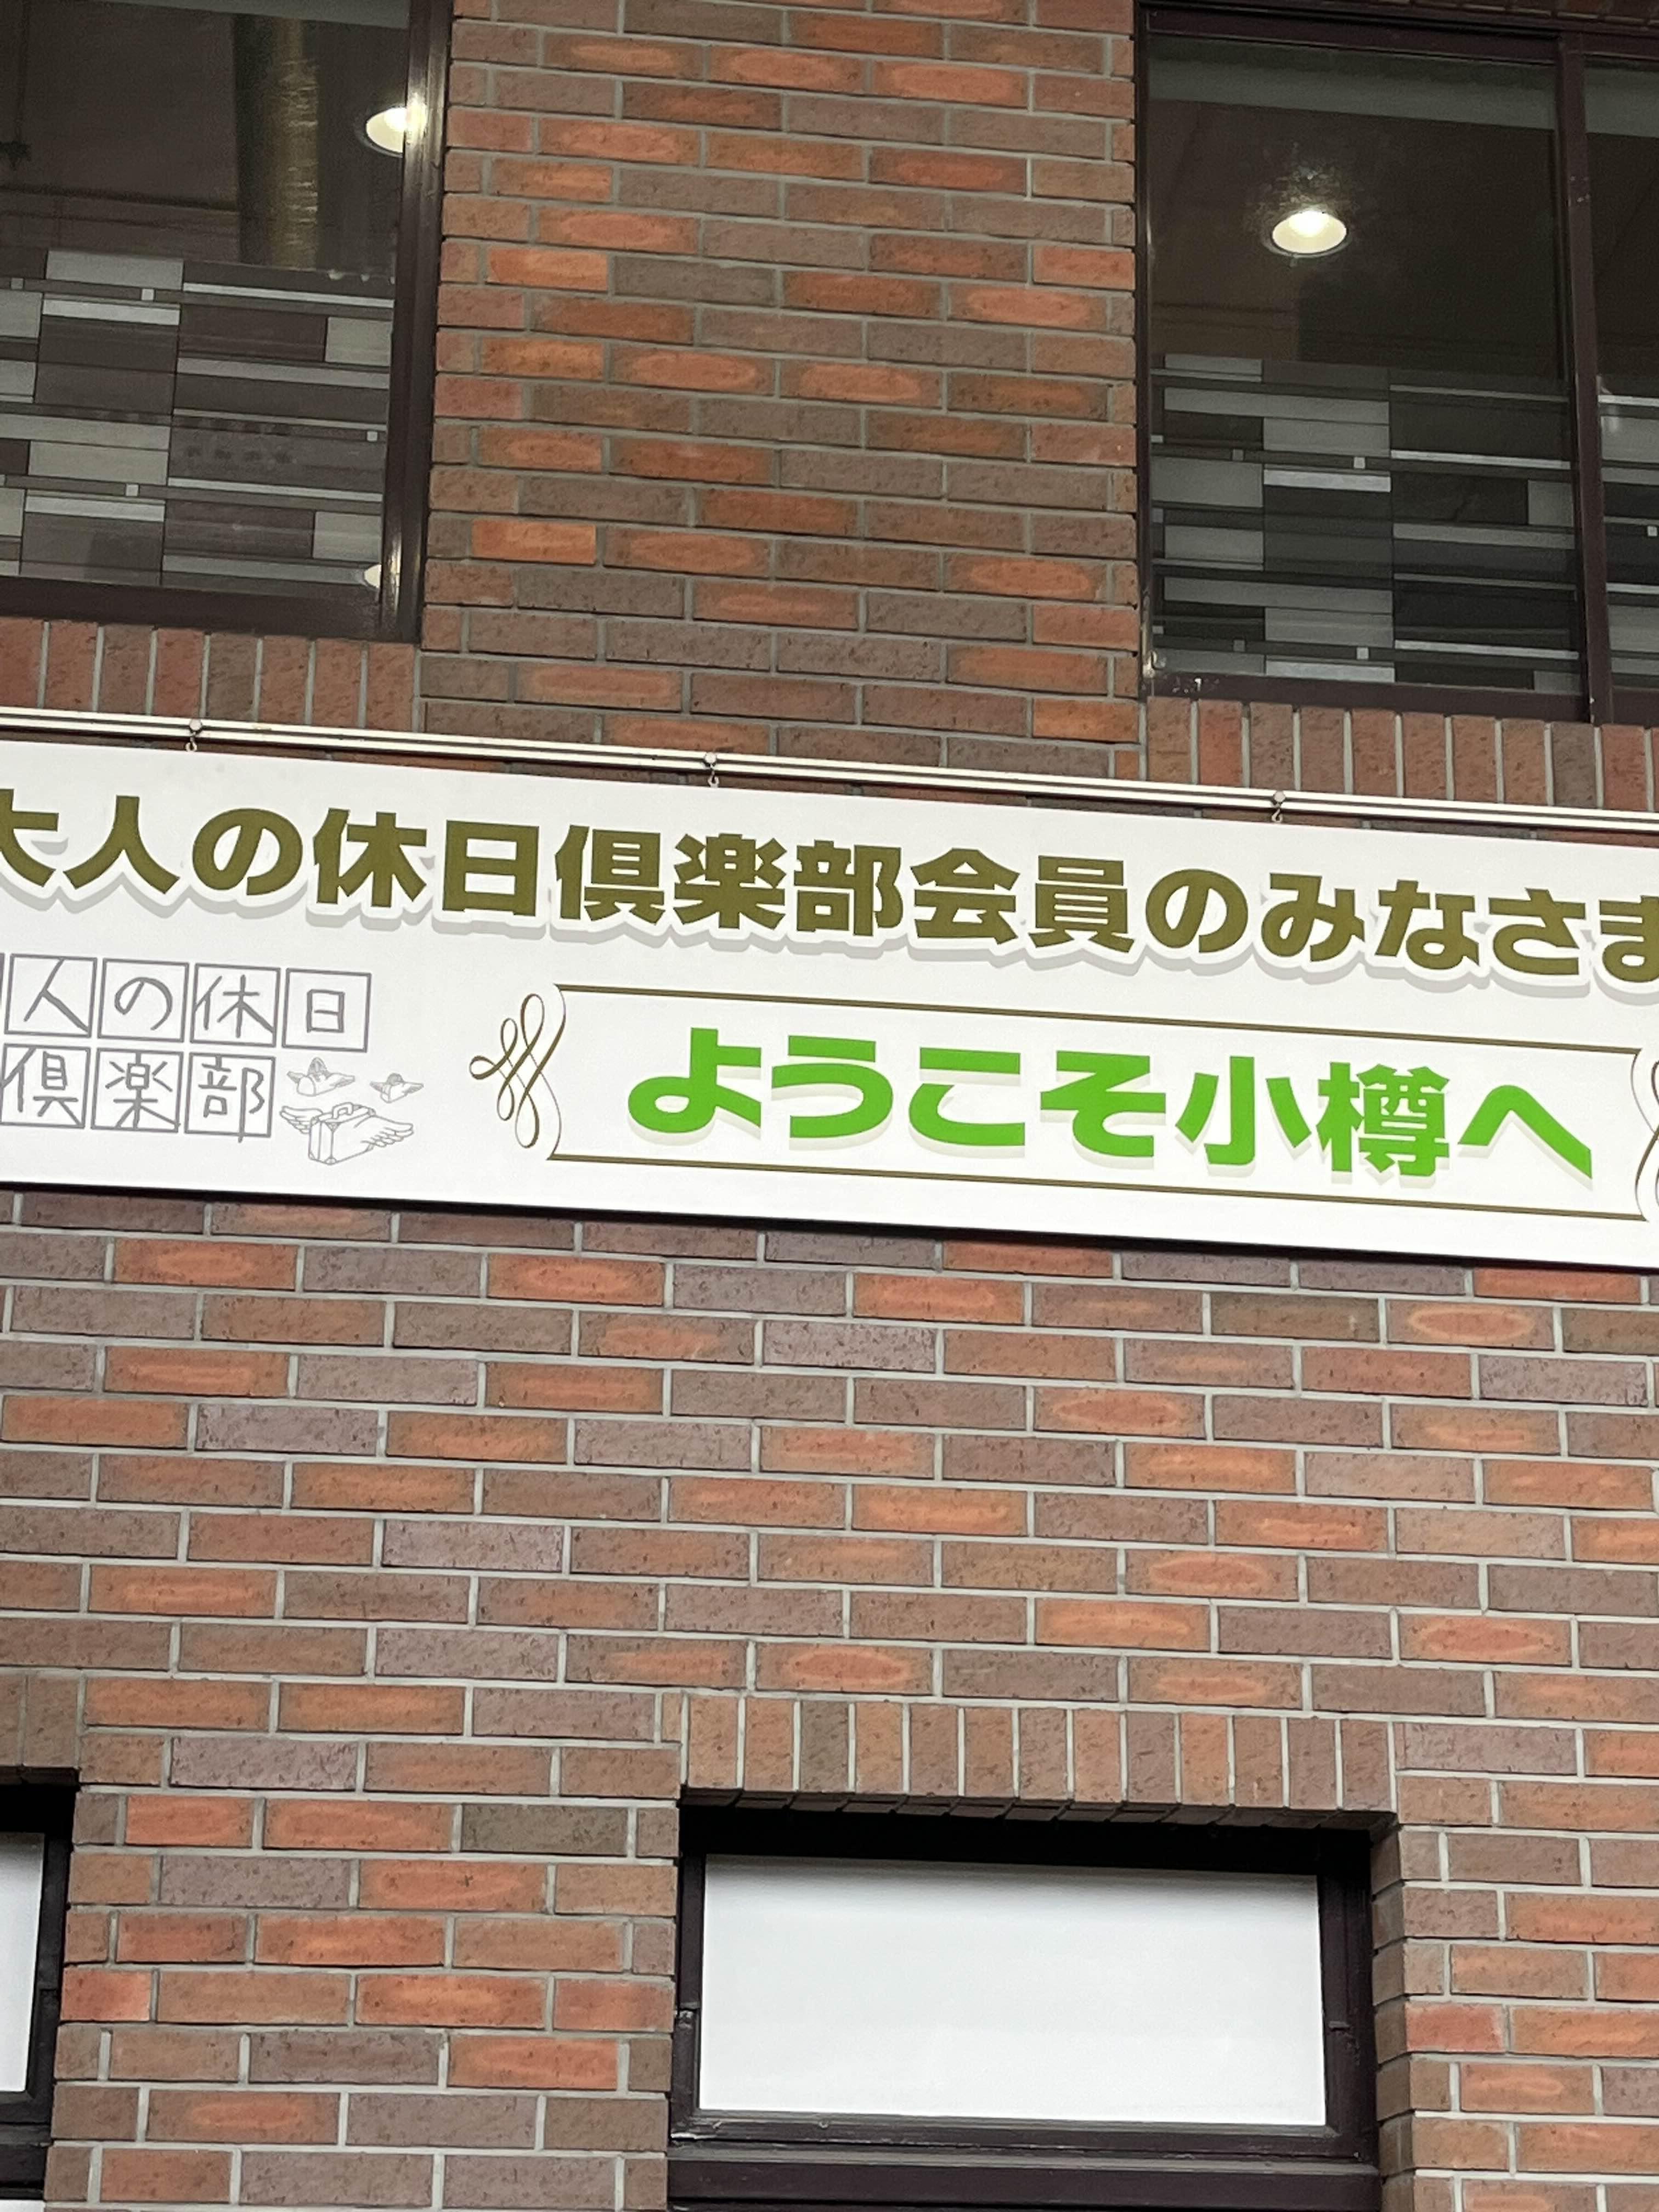 大人の休日倶楽部会員のみなさま
人の休日
倶楽部
ようこそ小樽へ